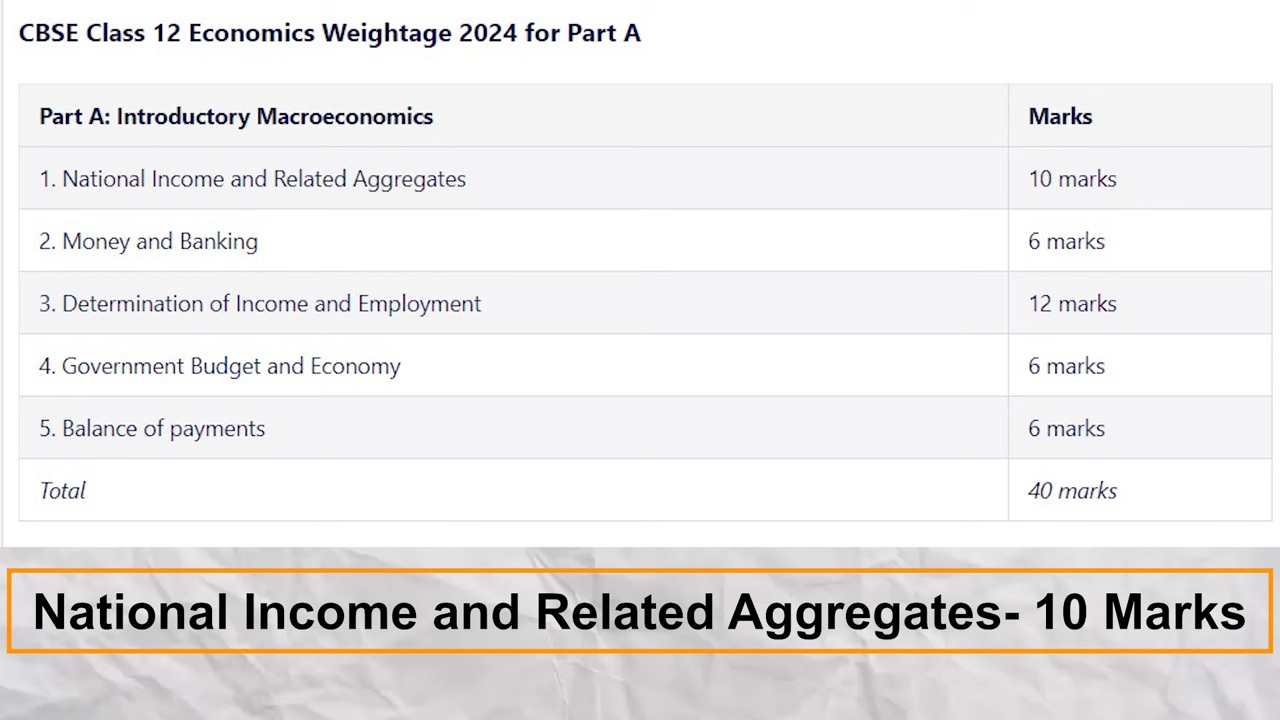 CBSE Class 12 Economics Weightage 2024 for Part A
Part A: Introductory Macroeconomics Marks
1. National Income and Related Aggregates 10 marks
2. Money and Banking 6 marks
3. Determination of Income and Employment 12 marks
4. Government Budget and Economy 6 marks
5. Balance of payments 6 marks
Total 40 marks
National Income and Related Aggregates- 10 Marks